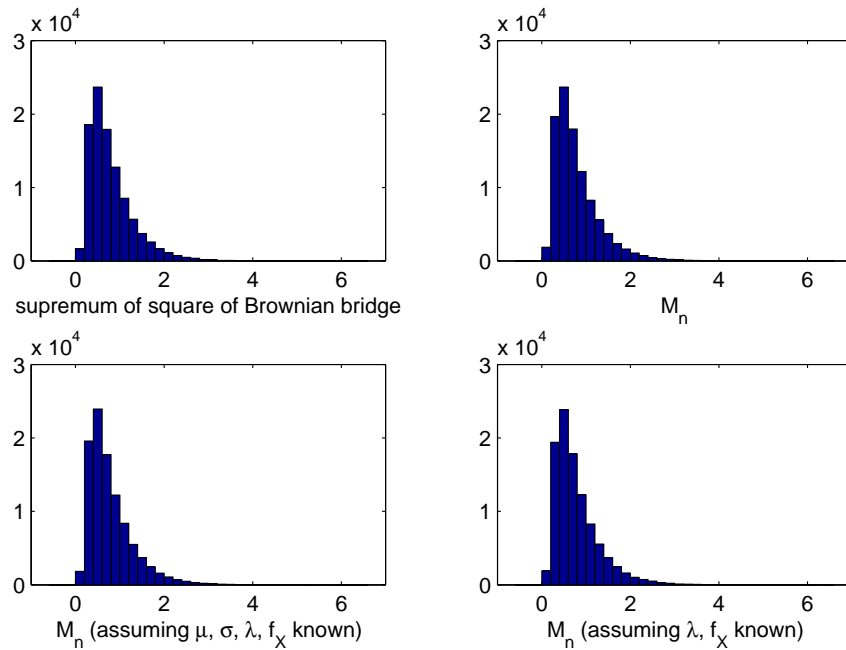 x 10^4
3
2
1
0
0 2 4 6
supremum of square of Brownian bridge
x 10^4
3
2
1
0
0 2 4 6
M_n
x 10^4
3
2
1
0
0 2 4 6
M_n (assuming μ, σ, λ, f_X known)
x 10^4
3
2
1
0
0 2 4 6
M_n (assuming λ, f_X known)